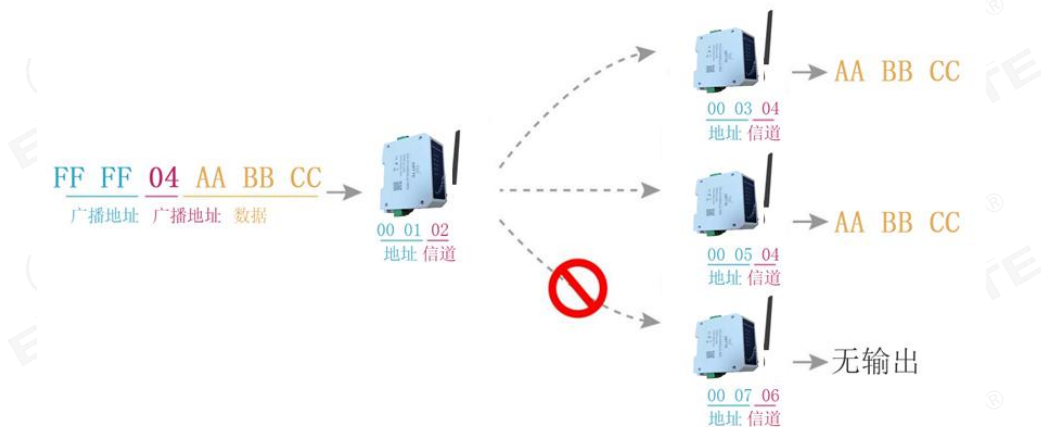 FF FF 04 AA BB CC
广播地址 广播地址 数据
00 01 02
地址 信道
00 03 04
地址 信道
AA BB CC
00 05 04
地址 信道
AA BB CC
00 07 06
地址 信道
无输出